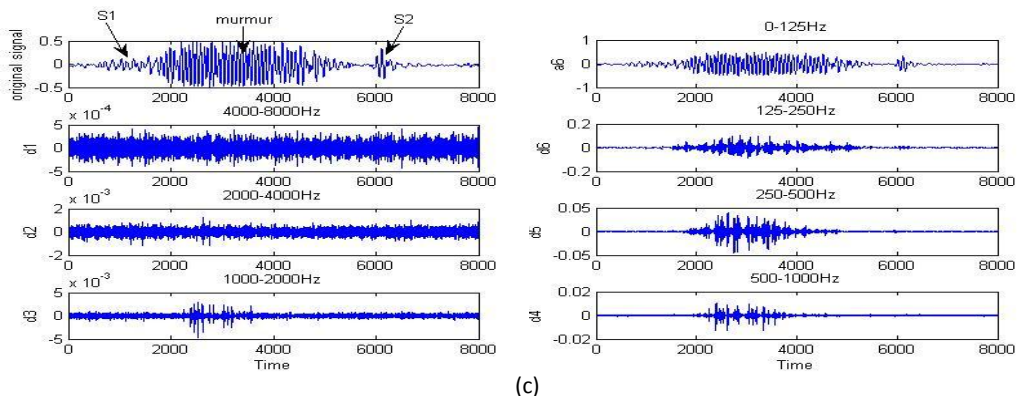 S1 murmur S2
original signal
0.5
0
-0.5
0 2000 4000 6000 8000
x 10⁻⁴ 4000-8000Hz
d1
5
0
-5
0 2000 4000 6000 8000
x 10⁻³ 2000-4000Hz
d2
2
0
-2
0 2000 4000 6000 8000
x 10⁻³ 1000-2000Hz
d3
5
0
-5
0 2000 4000 6000 8000
Time
0-125Hz
a6
1
0
-1
0 2000 4000 6000 8000
125-250Hz
d6
0.2
0
-0.2
0 2000 4000 6000 8000
250-500Hz
d5
0.05
0
-0.05
0 2000 4000 6000 8000
500-1000Hz
d4
0.02
0
-0.02
0 2000 4000 6000 8000
Time
(c)